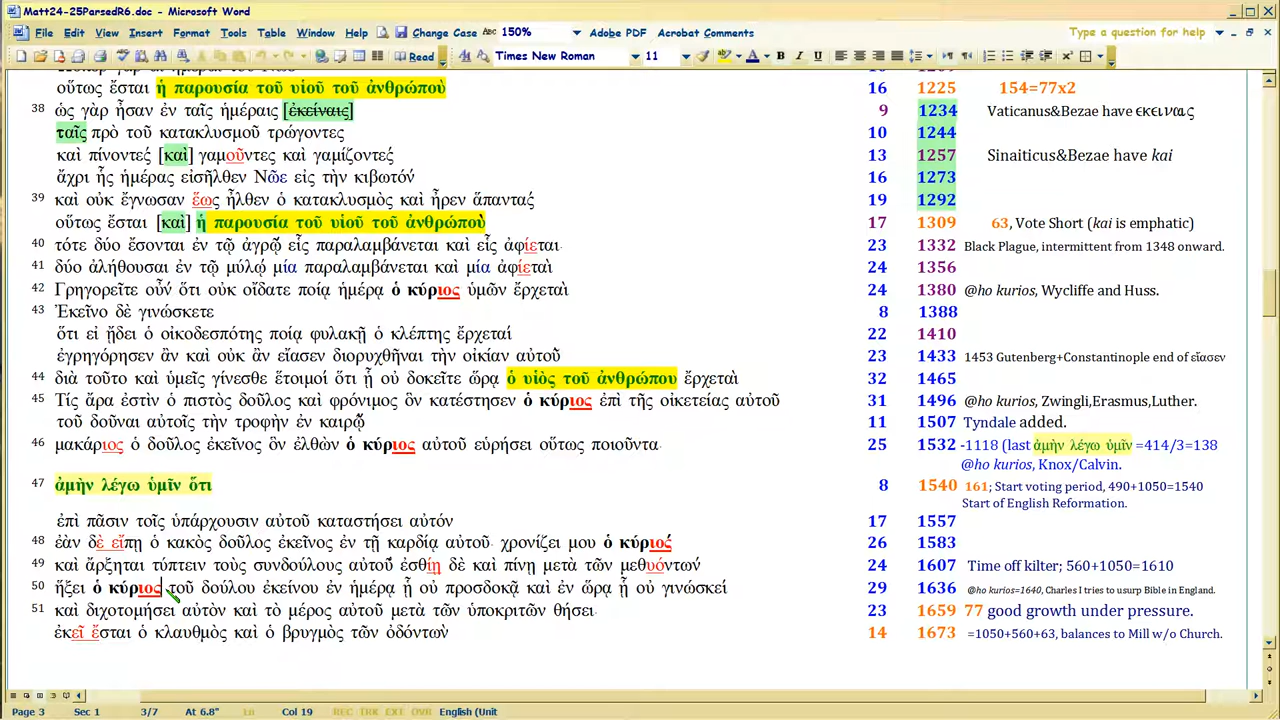 Matt24-25ParsedR6.doc - Microsoft Word
File Edit View Insert Format Tools Table Window Help Change Case 150% Adobe PDF Acrobat Comments Type a question for help
Read Times New Roman 11
οὕτως ἔσται ἡ παρουσία τοῦ υἱοῦ τοῦ ἀνθρώπου 16 1225 154=77x2
38 ὡς γὰρ ἦσαν ἐν ταῖς ἡμέραις [ἐκείναις] 9 1234 Vaticanus&Bezae have εκειναις
ταῖς πρὸ τοῦ κατακλυσμοῦ τρώγοντες 10 1244
καὶ πίνοντές [καὶ] γαμοῦντες καὶ γαμίζοντές 13 1257 Sinaiticus&Bezae have kai
ἄχρι ἧς ἡμέρας εἰσῆλθεν Νῶε εἰς τὴν κιβωτόν 16 1273
39 καὶ οὐκ ἔγνωσαν ἕως ἦλθεν ὁ κατακλυσμὸς καὶ ἦρεν ἅπαντας 19 1292
οὕτως ἔσται [καὶ] ἡ παρουσία τοῦ υἱοῦ τοῦ ἀνθρώπου 17 1309 63, Vote Short (kai is emphatic)
40 τότε δύο ἔσονται ἐν τῷ ἀγρῷ εἷς παραλαμβάνεται καὶ εἷς ἀφίεται· 23 1332 Black Plague, intermittent from 1348 onward.
41 δύο ἀλήθουσαι ἐν τῷ μύλῳ μία παραλαμβάνεται καὶ μία ἀφίεται 24 1356
42 Γρηγορεῖτε οὖν ὅτι οὐκ οἴδατε ποίᾳ ἡμέρᾳ ὁ κύριος ὑμῶν ἔρχεται 24 1380 @ho kurios, Wycliffe and Huss.
43 Ἐκεῖνο δὲ γινώσκετε 8 1388
ὅτι εἰ ᾔδει ὁ οἰκοδεσπότης ποίᾳ φυλακῇ ὁ κλέπτης ἔρχεται 22 1410
ἐγρηγόρησεν ἂν καὶ οὐκ ἂν εἴασεν διορυχθῆναι τὴν οἰκίαν αὐτοῦ 23 1433 1453 Gutenberg+Constantinople end of εἴασεν
44 διὰ τοῦτο καὶ ὑμεῖς γίνεσθε ἕτοιμοί ὅτι ᾗ οὐ δοκεῖτε ὥρᾳ ὁ υἱὸς τοῦ ἀνθρώπου ἔρχεται 32 1465
45 Τίς ἄρα ἐστὶν ὁ πιστὸς δοῦλος καὶ φρόνιμος ὃν κατέστησεν ὁ κύριος ἐπὶ τῆς οἰκετείας αὐτοῦ 31 1496 @ho kurios, Zwingli,Erasmus,Luther.
τοῦ δοῦναι αὐτοῖς τὴν τροφὴν ἐν καιρῷ 11 1507 Tyndale added.
46 μακάριος ὁ δοῦλος ἐκεῖνος ὃν ἐλθὼν ὁ κύριος αὐτοῦ εὑρήσει οὕτως ποιοῦντα· 25 1532 -1118 (last ἀμὴν λέγω ὑμῖν =414/3=138
@ho kurios, Knox/Calvin.
47 ἀμὴν λέγω ὑμῖν ὅτι 8 1540 161; Start voting period, 490+1050=1540
Start of English Reformation.
ἐπὶ πᾶσιν τοῖς ὑπάρχουσιν αὐτοῦ καταστήσει αὐτόν 17 1557
48 ἐὰν δὲ εἴπῃ ὁ κακὸς δοῦλος ἐκεῖνος ἐν τῇ καρδίᾳ αὐτοῦ· χρονίζει μου ὁ κύριος 26 1583
49 καὶ ἄρξηται τύπτειν τοὺς συνδούλους αὐτοῦ ἐσθίῃ δὲ καὶ πίνῃ μετὰ τῶν μεθυόντων 24 1607 Time off kilter; 560+1050=1610
50 ἥξει ὁ κύριος τοῦ δούλου ἐκείνου ἐν ἡμέρᾳ ᾗ οὐ προσδοκᾷ καὶ ἐν ὥρᾳ ᾗ οὐ γινώσκει 29 1636 @ho kurios=1640, Charles I tries to usurp Bible in England.
51 καὶ διχοτομήσει αὐτὸν καὶ τὸ μέρος αὐτοῦ μετὰ τῶν ὑποκριτῶν θήσει· 23 1659 77 good growth under pressure.
ἐκεῖ ἔσται ὁ κλαυθμὸς καὶ ὁ βρυγμὸς τῶν ὀδόντων 14 1673 =1050+560+63, balances to Mill w/o Church.
Page 3 Sec 1 3/7 At 6.8" Ln Col 19 REC TRK EXT OVR English (Unit